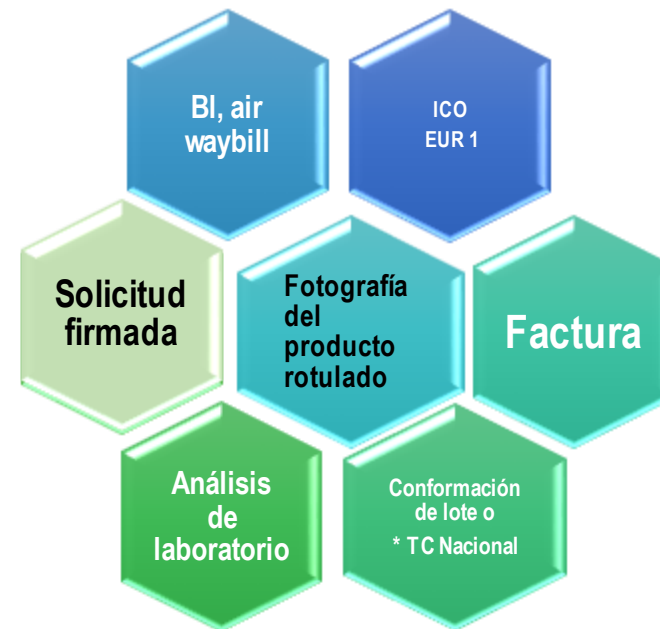 Bl, air
waybill
ICO
EUR 1
Solicitud
firmada
Fotografía
del
producto
rotulado
Factura
Análisis
de
laboratorio
Conformación
de lote o
* TC Nacional